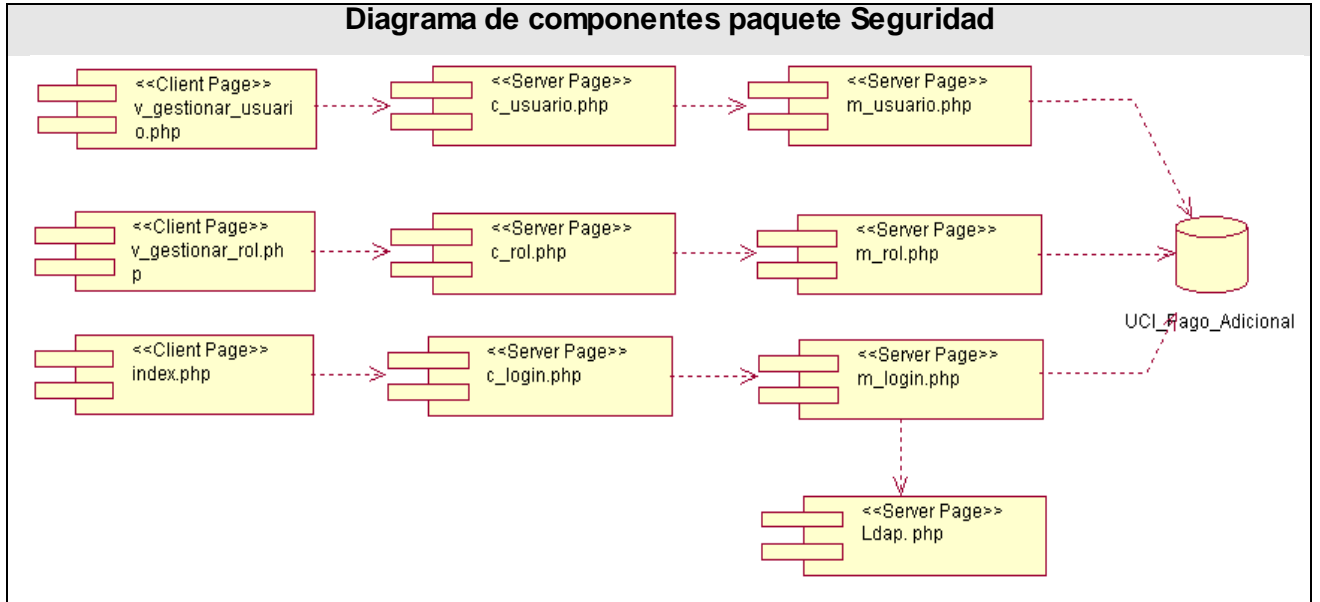 Diagrama de componentes paquete Seguridad
<<Client Page>>
v_gestionar_usuari
o.php
<<Server Page>>
c_usuario.php
<<Server Page>>
m_usuario.php
<<Client Page>>
v_gestionar_rol.ph
p
<<Server Page>>
c_rol.php
<<Server Page>>
m_rol.php
UCI_Pago_Adicional
<<Client Page>>
index.php
<<Server Page>>
c_login.php
<<Server Page>>
m_login.php
<<Server Page>>
Ldap. php